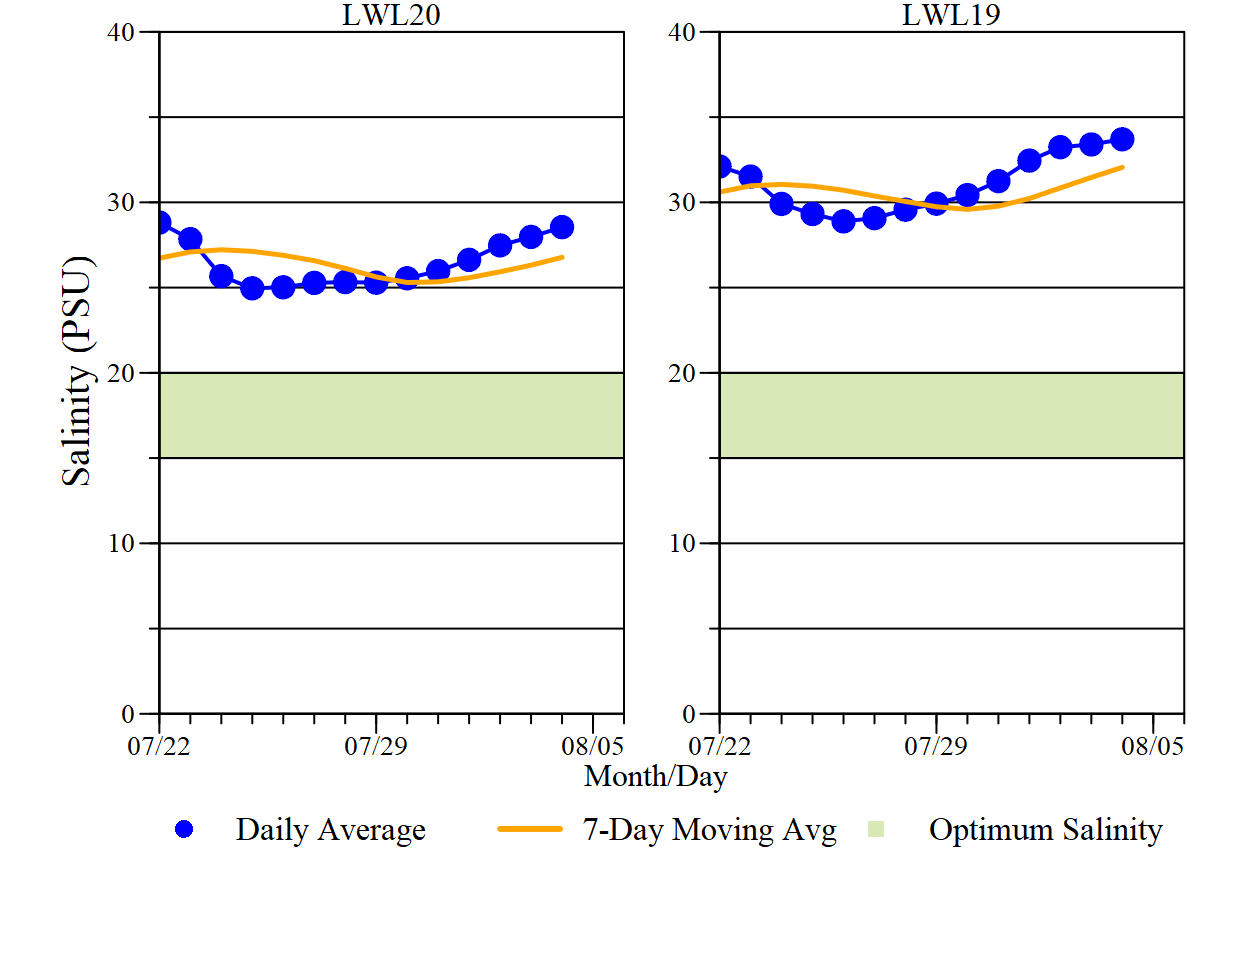 LWL20 LWL19
40 40
30 30
20 20
10 10
0 0
Salinity (PSU)
07/22 07/29 08/05 07/22 07/29 08/05
Month/Day
Daily Average 7-Day Moving Avg Optimum Salinity